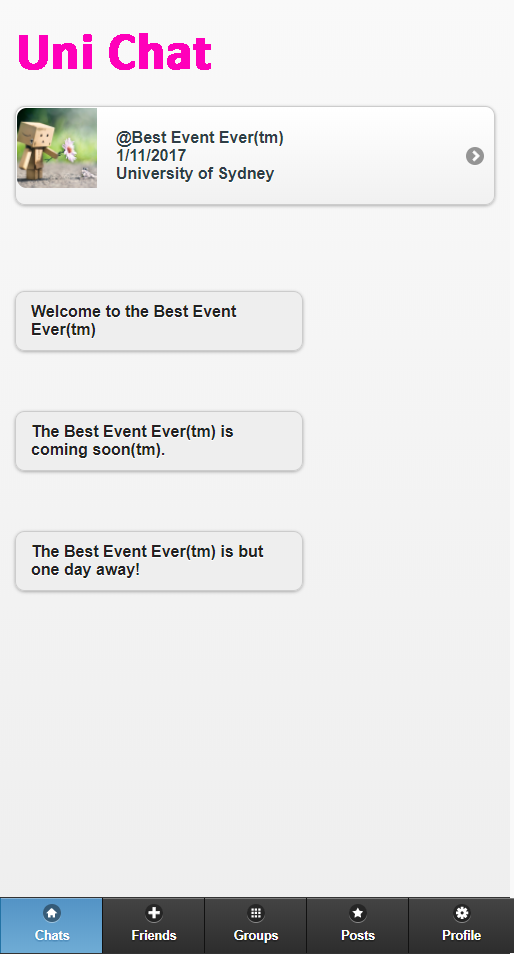 Uni Chat
@Best Event Ever(tm)
1/11/2017
University of Sydney
Welcome to the Best Event
Ever(tm)
The Best Event Ever(tm) is
coming soon(tm).
The Best Event Ever(tm) is but
one day away!
Chats Friends Groups Posts Profile